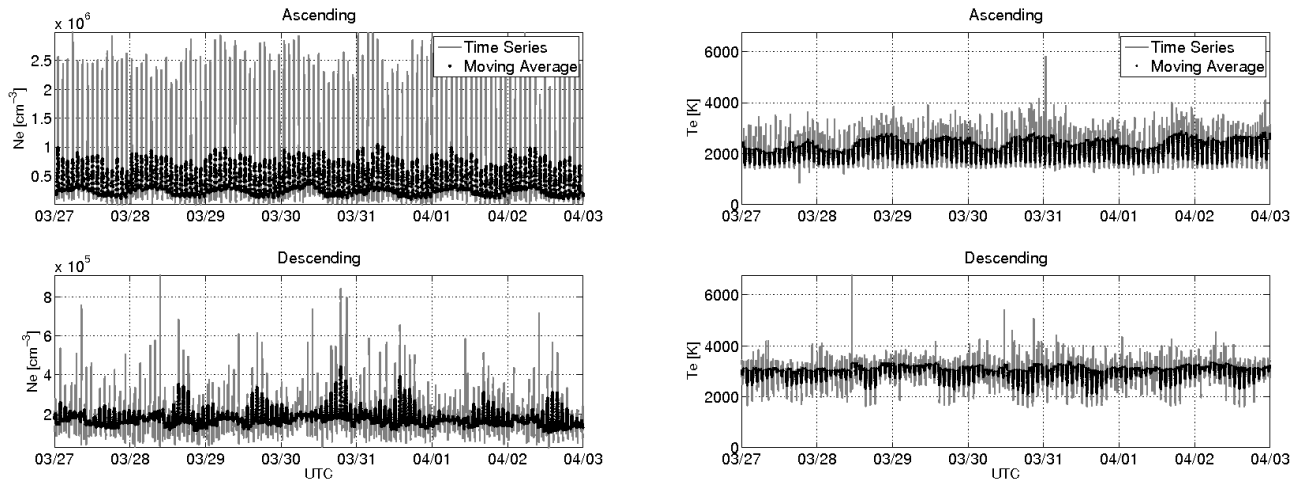 Ascending
x 10⁶
Time Series
Moving Average
2.5
2
1.5
1
0.5
Ne [cm⁻³]
03/27 03/28 03/29 03/30 03/31 04/01 04/02 04/03
Descending
x 10⁵
8
6
4
2
Ne [cm⁻³]
03/27 03/28 03/29 03/30 03/31 04/01 04/02 04/03
UTC
Ascending
Time Series
Moving Average
6000
4000
2000
0
Te [K]
03/27 03/28 03/29 03/30 03/31 04/01 04/02 04/03
Descending
6000
4000
2000
0
Te [K]
03/27 03/28 03/29 03/30 03/31 04/01 04/02 04/03
UTC